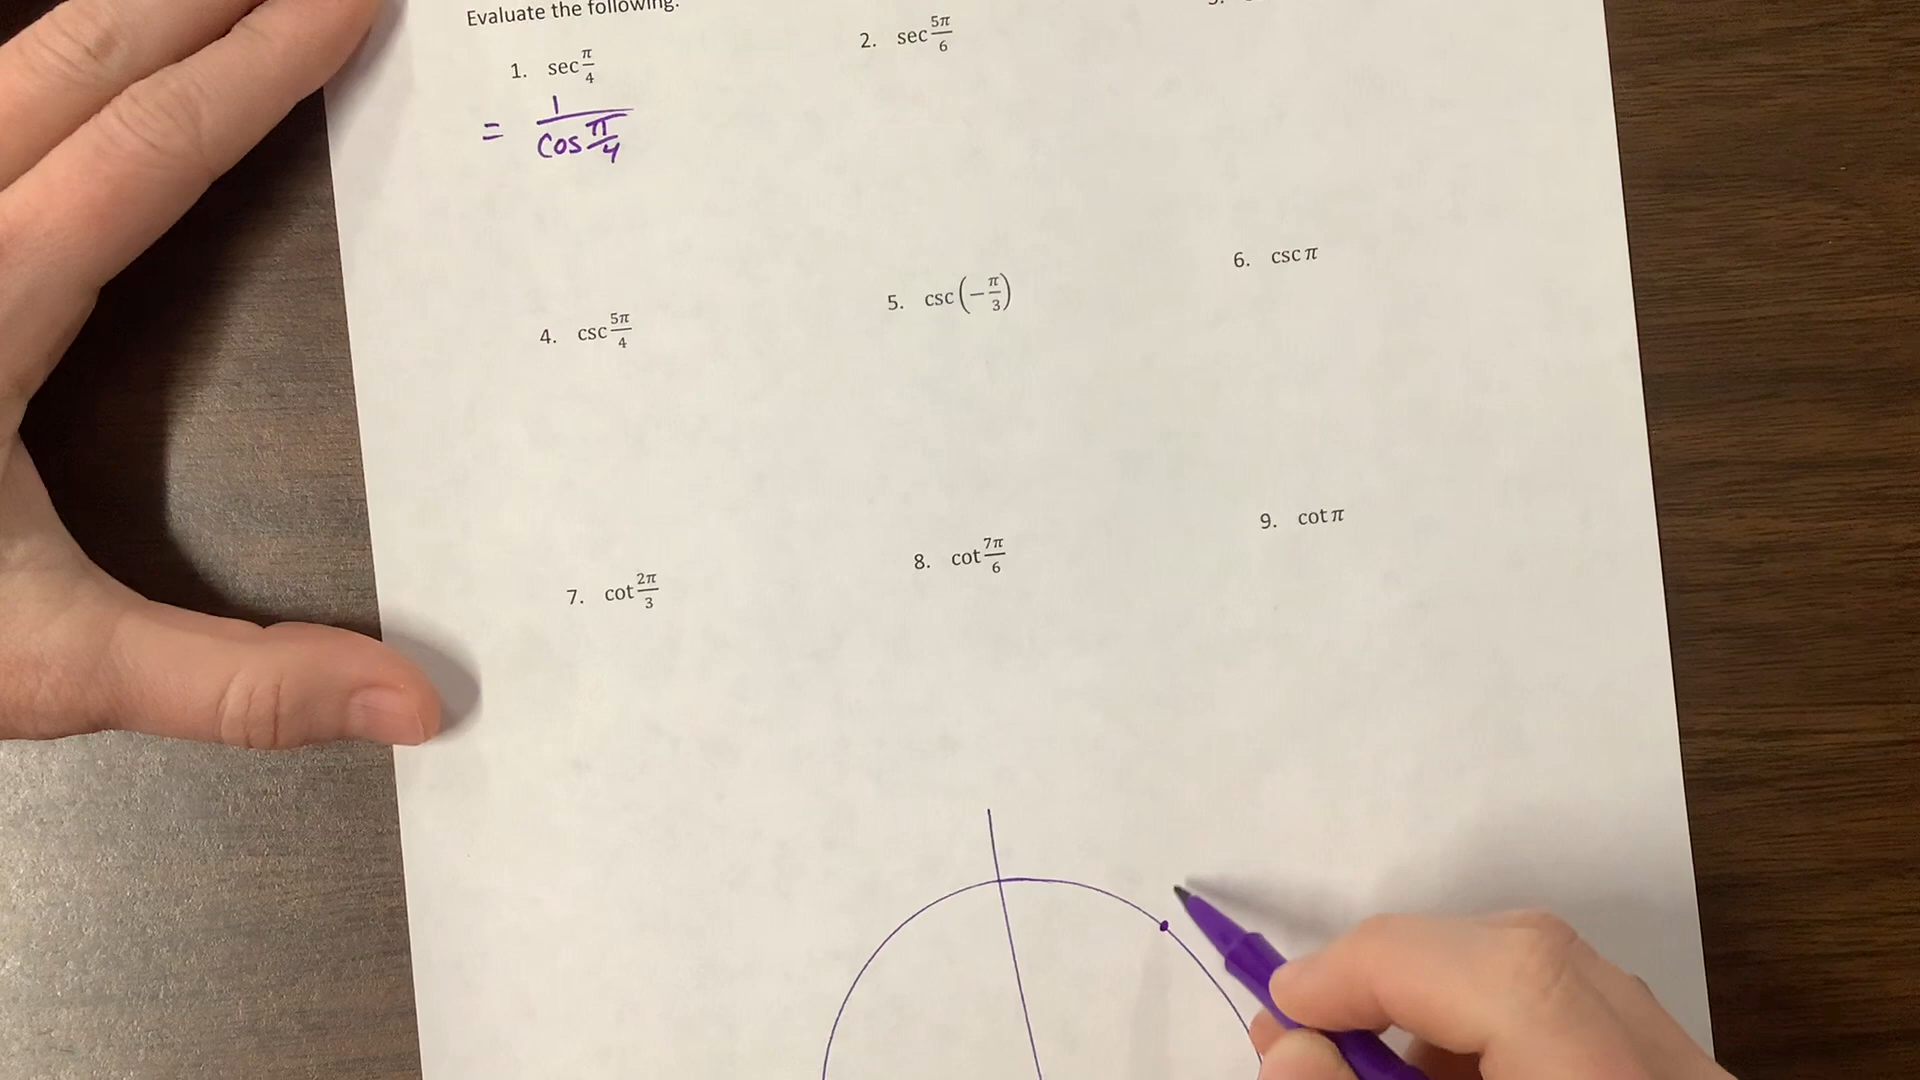 Evaluate the following:
1. sec π/4
= 1/(cos π/4)
2. sec 5π/6
3.
4. csc 5π/4
5. csc(−π/3)
6. csc π
7. cot 2π/3
8. cot 7π/6
9. cot π